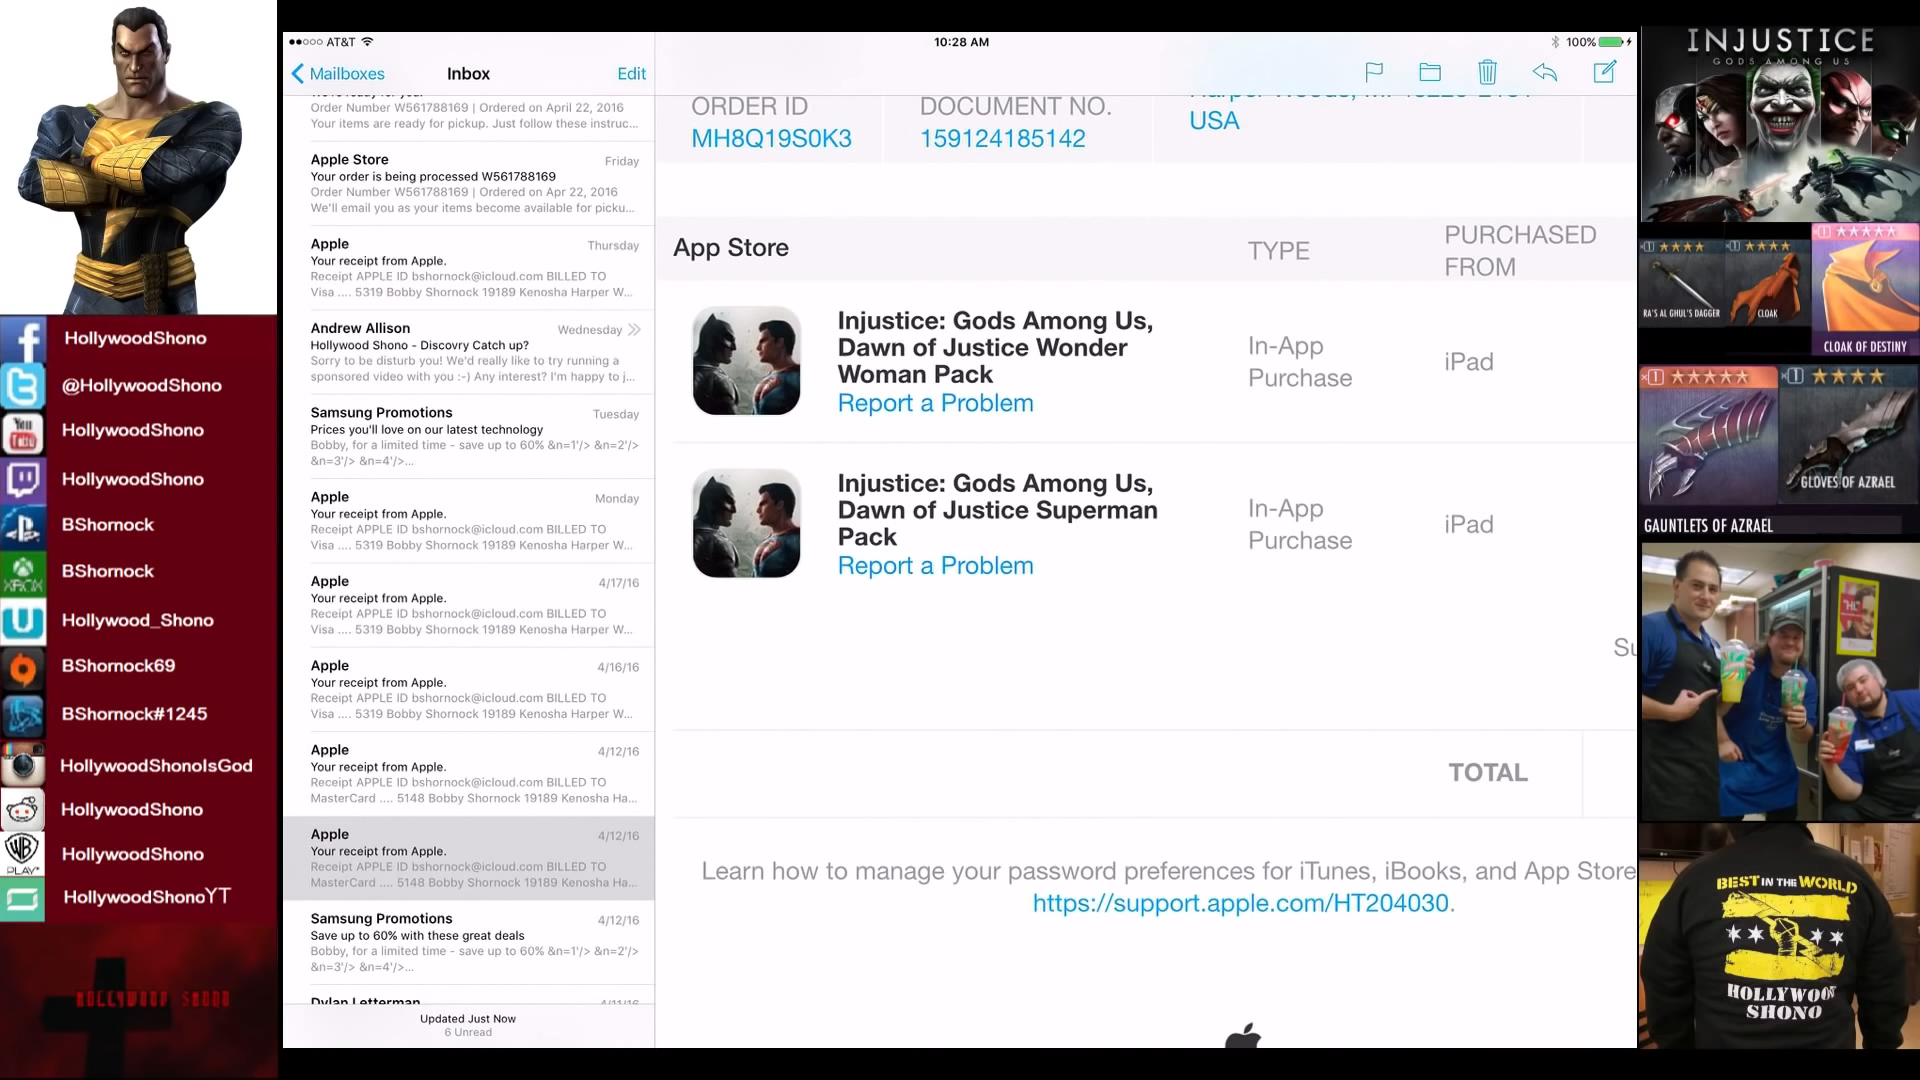 HollywoodShono
@HollywoodShono
You
Tube
HollywoodShono
HollywoodShono
BShornock
XBOX
BShornock
Hollywood_Shono
BShornock69
BShornock#1245
HollywoodShonoIsGod
HollywoodShono
WB
PLAY
HollywoodShono
HollywoodShonoYT
HOLLYWOOD SHONO
AT&T
10:28 AM
100%
Mailboxes
Inbox
Edit
Order Number W561788169 | Ordered on April 22, 2016
Your items are ready for pickup. Just follow these instruc...
Apple Store
Friday
Your order is being processed W561788169
Order Number W561788169 | Ordered on Apr 22, 2016
We'll email you as your items become available for picku...
Apple
Thursday
Your receipt from Apple.
Receipt APPLE ID bshornock@icloud.com BILLED TO
Visa .... 5319 Bobby Shornock 19189 Kenosha Harper W...
Andrew Allison
Wednesday
Hollywood Shono - Discovry Catch up?
Sorry to be disturb you! We'd really like to try running a
sponsored video with you :-) Any interest? I'm happy to j...
Samsung Promotions
Tuesday
Prices you'll love on our latest technology
Bobby, for a limited time - save up to 60% &n=1'/> &n=2'/>
&n=3'/> &n=4'/>...
Apple
Monday
Your receipt from Apple.
Receipt APPLE ID bshornock@icloud.com BILLED TO
Visa .... 5319 Bobby Shornock 19189 Kenosha Harper W...
Apple
4/17/16
Your receipt from Apple.
Receipt APPLE ID bshornock@icloud.com BILLED TO
Visa .... 5319 Bobby Shornock 19189 Kenosha Harper W...
Apple
4/16/16
Your receipt from Apple.
Receipt APPLE ID bshornock@icloud.com BILLED TO
Visa .... 5319 Bobby Shornock 19189 Kenosha Harper W...
Apple
4/12/16
Your receipt from Apple.
Receipt APPLE ID bshornock@icloud.com BILLED TO
MasterCard .... 5148 Bobby Shornock 19189 Kenosha Ha...
Apple
4/12/16
Your receipt from Apple.
Receipt APPLE ID bshornock@icloud.com BILLED TO
MasterCard .... 5148 Bobby Shornock 19189 Kenosha Ha...
Samsung Promotions
4/12/16
Save up to 60% with these great deals
Bobby, for a limited time - save up to 60% &n=1'/> &n=2'/>
&n=3'/> &n=4'/>...
Dylan Letterman
4/11/16
Updated Just Now
6 Unread
ORDER ID
MH8Q19S0K3
DOCUMENT NO.
159124185142
USA
App Store
TYPE
PURCHASED
FROM
Injustice: Gods Among Us,
Dawn of Justice Wonder
Woman Pack
Report a Problem
In-App
Purchase
iPad
Injustice: Gods Among Us,
Dawn of Justice Superman
Pack
Report a Problem
In-App
Purchase
iPad
Su
TOTAL
Learn how to manage your password preferences for iTunes, iBooks, and App Store
https://support.apple.com/HT204030.
INJUSTICE
GODS AMONG US
x1
x1
x1
RA'S AL GHUL'S DAGGER
CLOAK
CLOAK OF DESTINY
x1
x1
GLOVES OF AZRAEL
GAUNTLETS OF AZRAEL
"HI."
BEST IN THE WORLD
HOLLYWOOD
SHONO